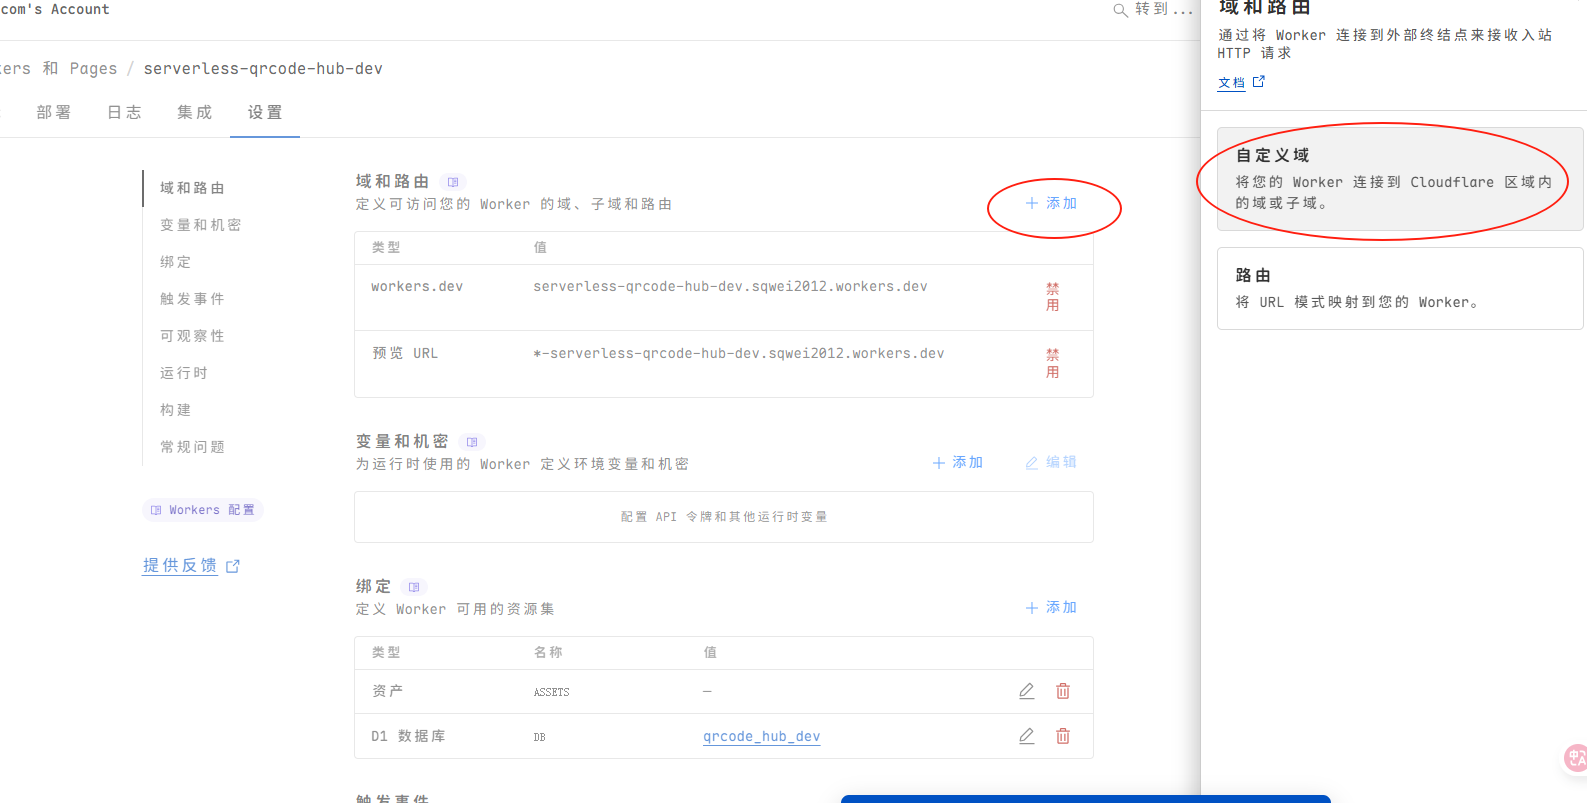 com's Account
转到...
ers 和 Pages / serverless-qrcode-hub-dev
部署
日志
集成
设置
域和路由
变量和机密
绑定
触发事件
可观察性
运行时
构建
常规问题
Workers 配置
提供反馈
域和路由
定义可访问您的 Worker 的域、子域和路由
添加
类型 值
workers.dev serverless-qrcode-hub-dev.sqwei2012.workers.dev 禁用
预览 URL *-serverless-qrcode-hub-dev.sqwei2012.workers.dev 禁用
变量和机密
为运行时使用的 Worker 定义环境变量和机密
添加 编辑
配置 API 令牌和其他运行时变量
绑定
定义 Worker 可用的资源集
添加
类型 名称 值
资产 ASSETS —
D1 数据库 DB qrcode_hub_dev
触发事件
域和路由
通过将 Worker 连接到外部终结点来接收入站
HTTP 请求
文档
自定义域
将您的 Worker 连接到 Cloudflare 区域内
的域或子域。
路由
将 URL 模式映射到您的 Worker。